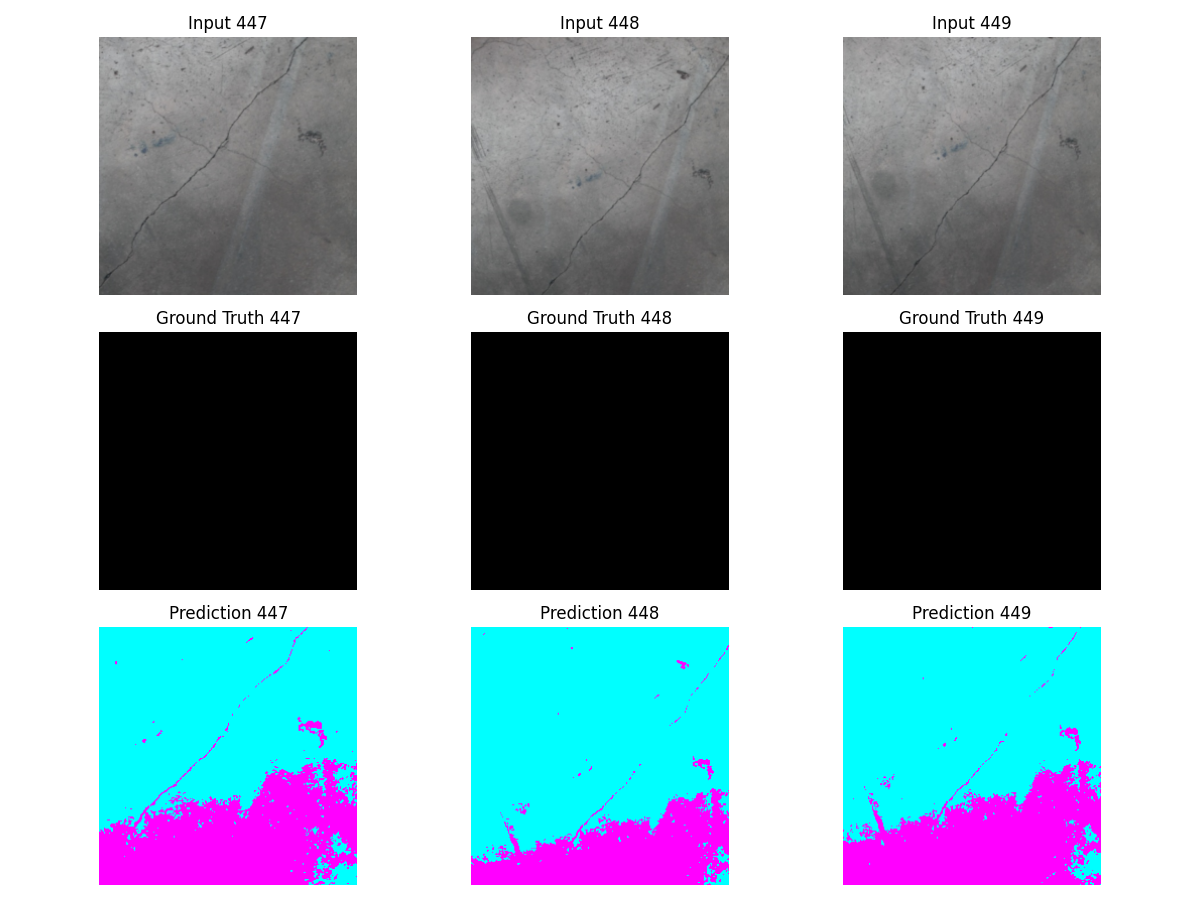 Input 447
Input 448
Input 449
Ground Truth 447
Ground Truth 448
Ground Truth 449
Prediction 447
Prediction 448
Prediction 449